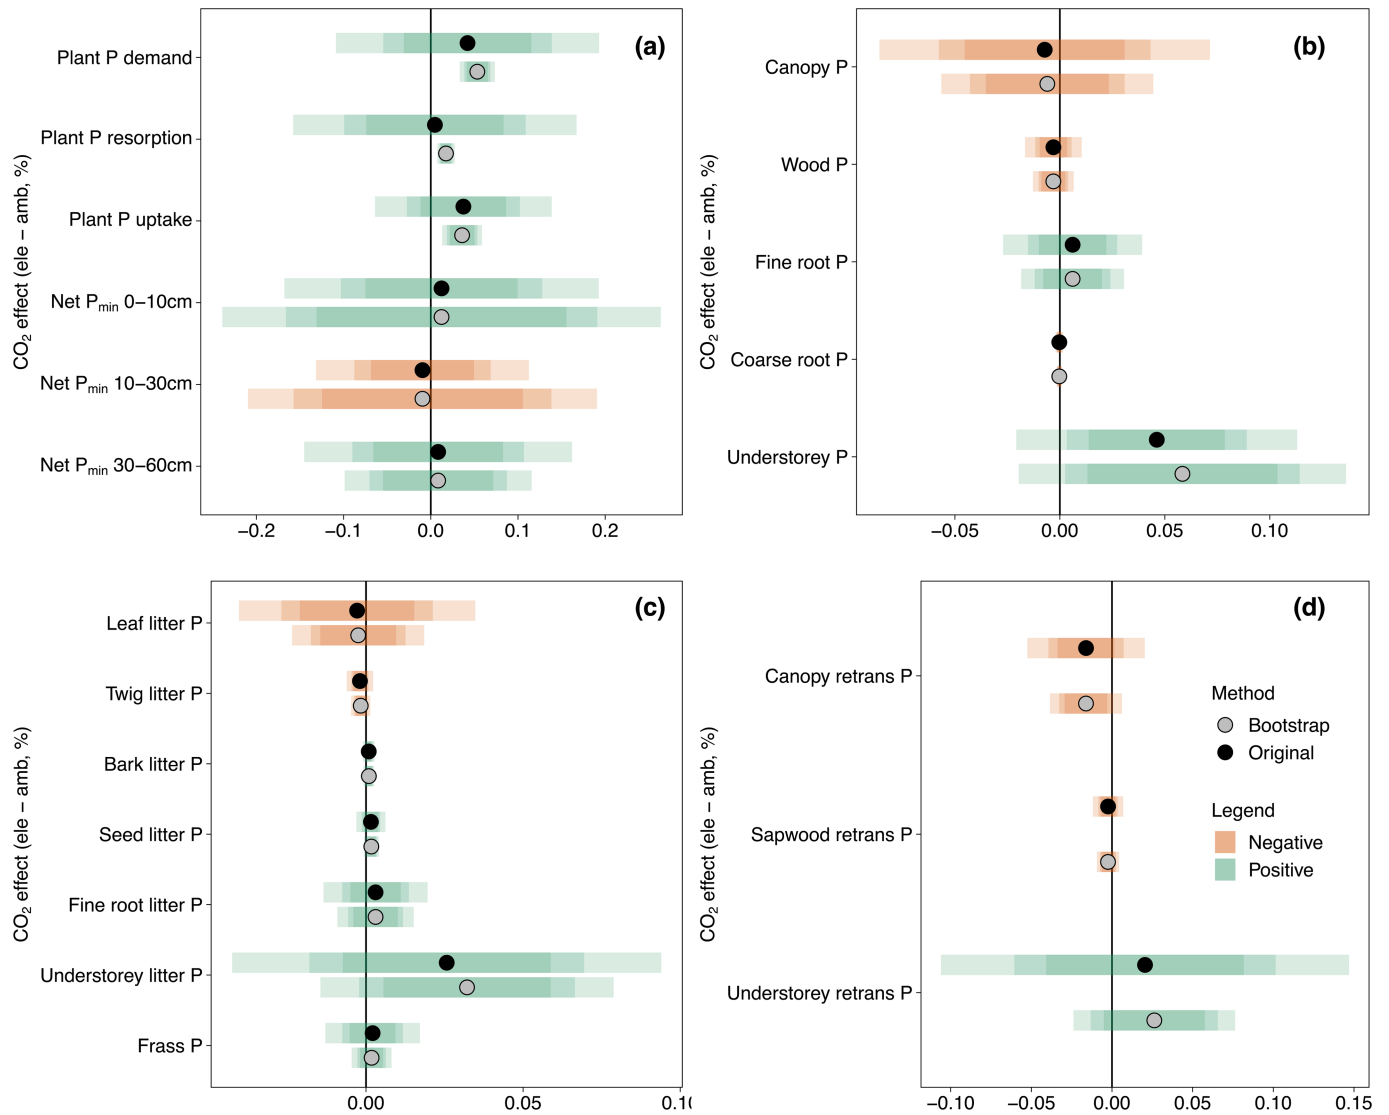 (a)
CO2 effect (ele − amb, %)
Plant P demand
Plant P resorption
Plant P uptake
Net Pmin 0−10cm
Net Pmin 10−30cm
Net Pmin 30−60cm
−0.2 −0.1 0.0 0.1 0.2
(b)
CO2 effect (ele − amb, %)
Canopy P
Wood P
Fine root P
Coarse root P
Understorey P
−0.05 0.00 0.05 0.10
(c)
CO2 effect (ele − amb, %)
Leaf litter P
Twig litter P
Bark litter P
Seed litter P
Fine root litter P
Understorey litter P
Frass P
0.00 0.05
(d)
CO2 effect (ele − amb, %)
Canopy retrans P
Sapwood retrans P
Understorey retrans P
Method
Bootstrap
Original
Legend
Negative
Positive
−0.10 −0.05 0.00 0.05 0.10 0.15